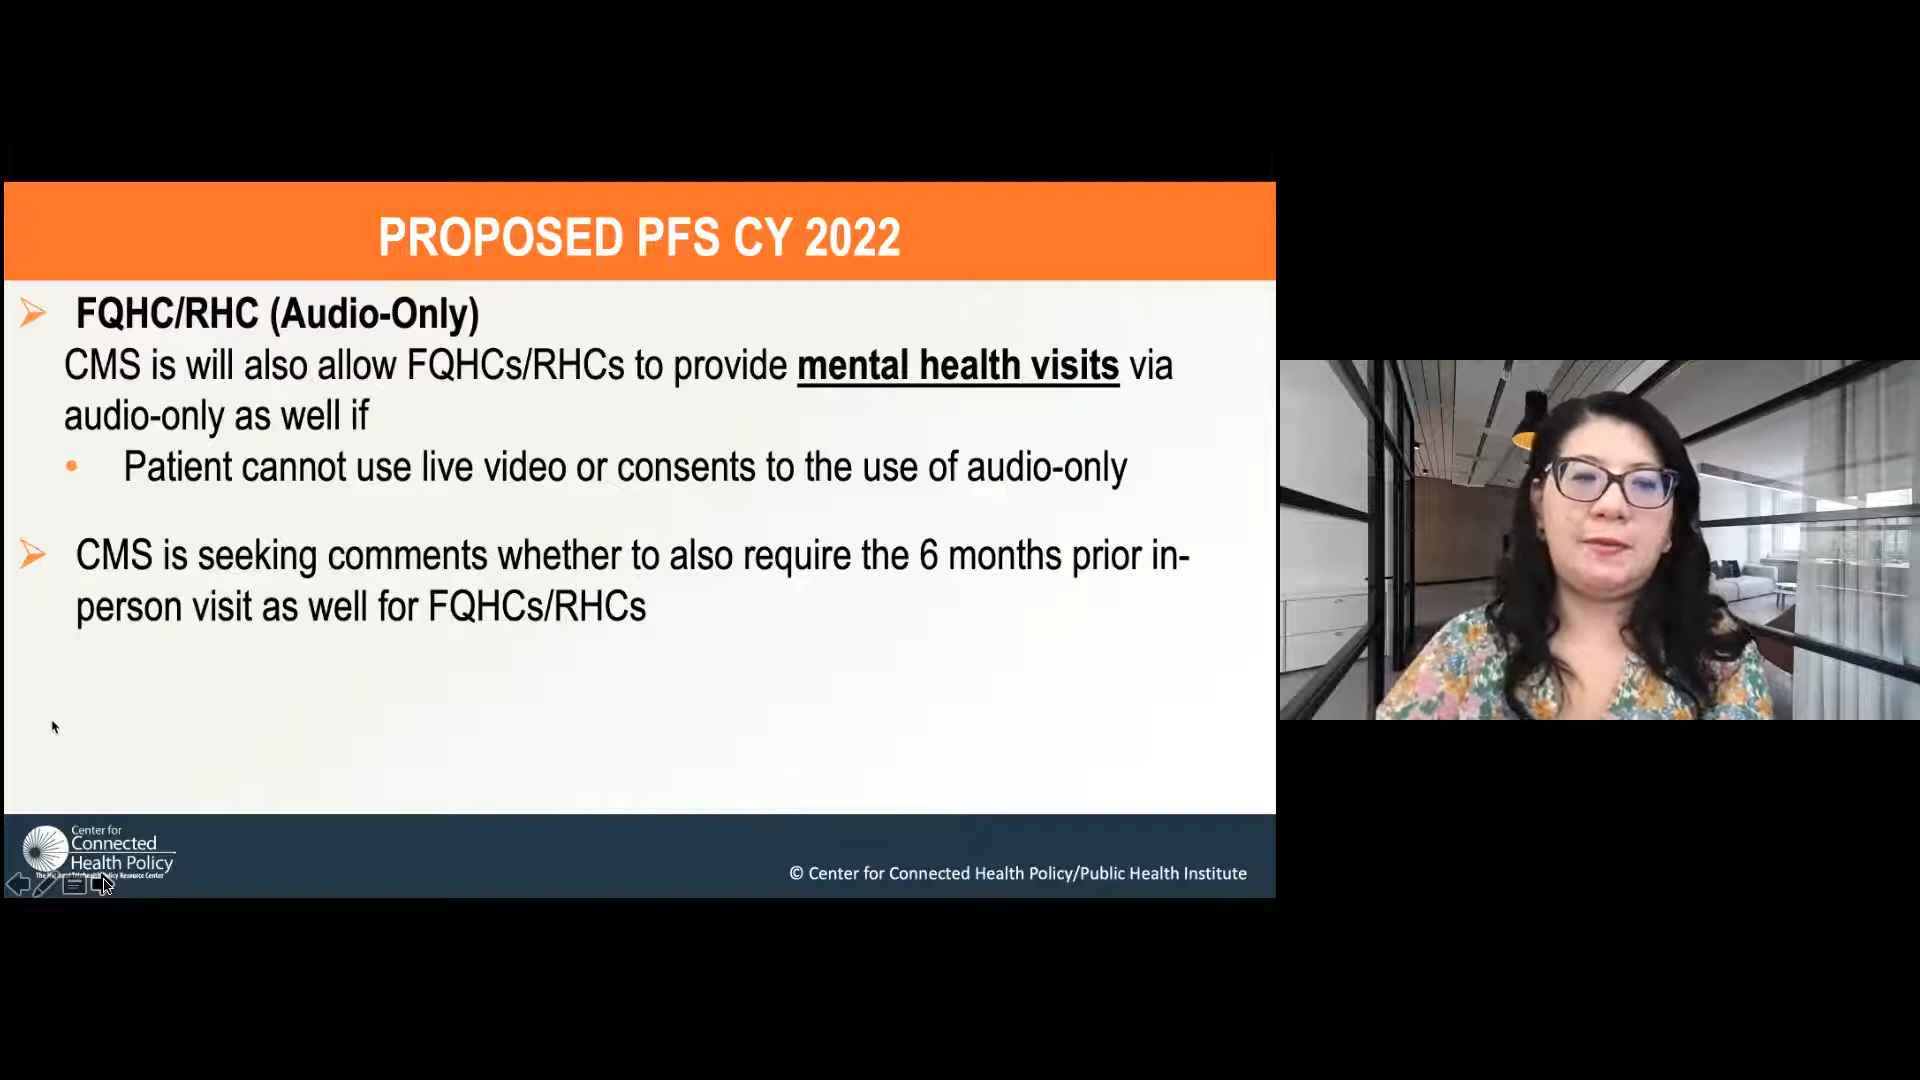 PROPOSED PFS CY 2022
FQHC/RHC (Audio-Only)
CMS is will also allow FQHCs/RHCs to provide mental health visits via
audio-only as well if
Patient cannot use live video or consents to the use of audio-only
CMS is seeking comments whether to also require the 6 months prior in-
person visit as well for FQHCs/RHCs
Center for
Connected
Health Policy
© Center for Connected Health Policy/Public Health Institute